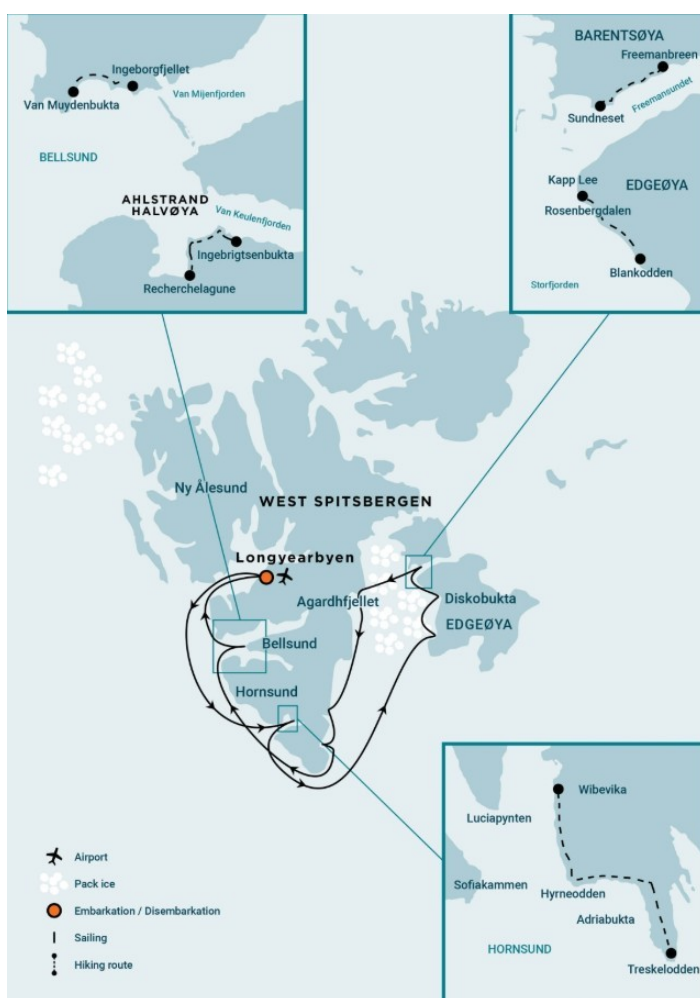 Ingeborgfjellet
Van Muydenbukta
Van Mijenfjorden
BELLSUND
AHLSTRAND
HALVØYA
Van Keulenfjorden
Ingebrigtsenbukta
Recherchelagune
BARENTSØYA
Freemanbreen
Freemansundet
Sundneset
Kapp Lee
EDGEØYA
Rosenbergdalen
Blankodden
Storfjorden
Ny Ålesund
WEST SPITSBERGEN
Longyearbyen
Agardhfjellet
Diskobukta
EDGEØYA
Bellsund
Hornsund
Wibevika
Luciapynten
Sofiakammen
Hyrneodden
Adriabukta
HORNSUND
Treskelodden
Airport
Pack ice
Embarkation / Disembarkation
Sailing
Hiking route